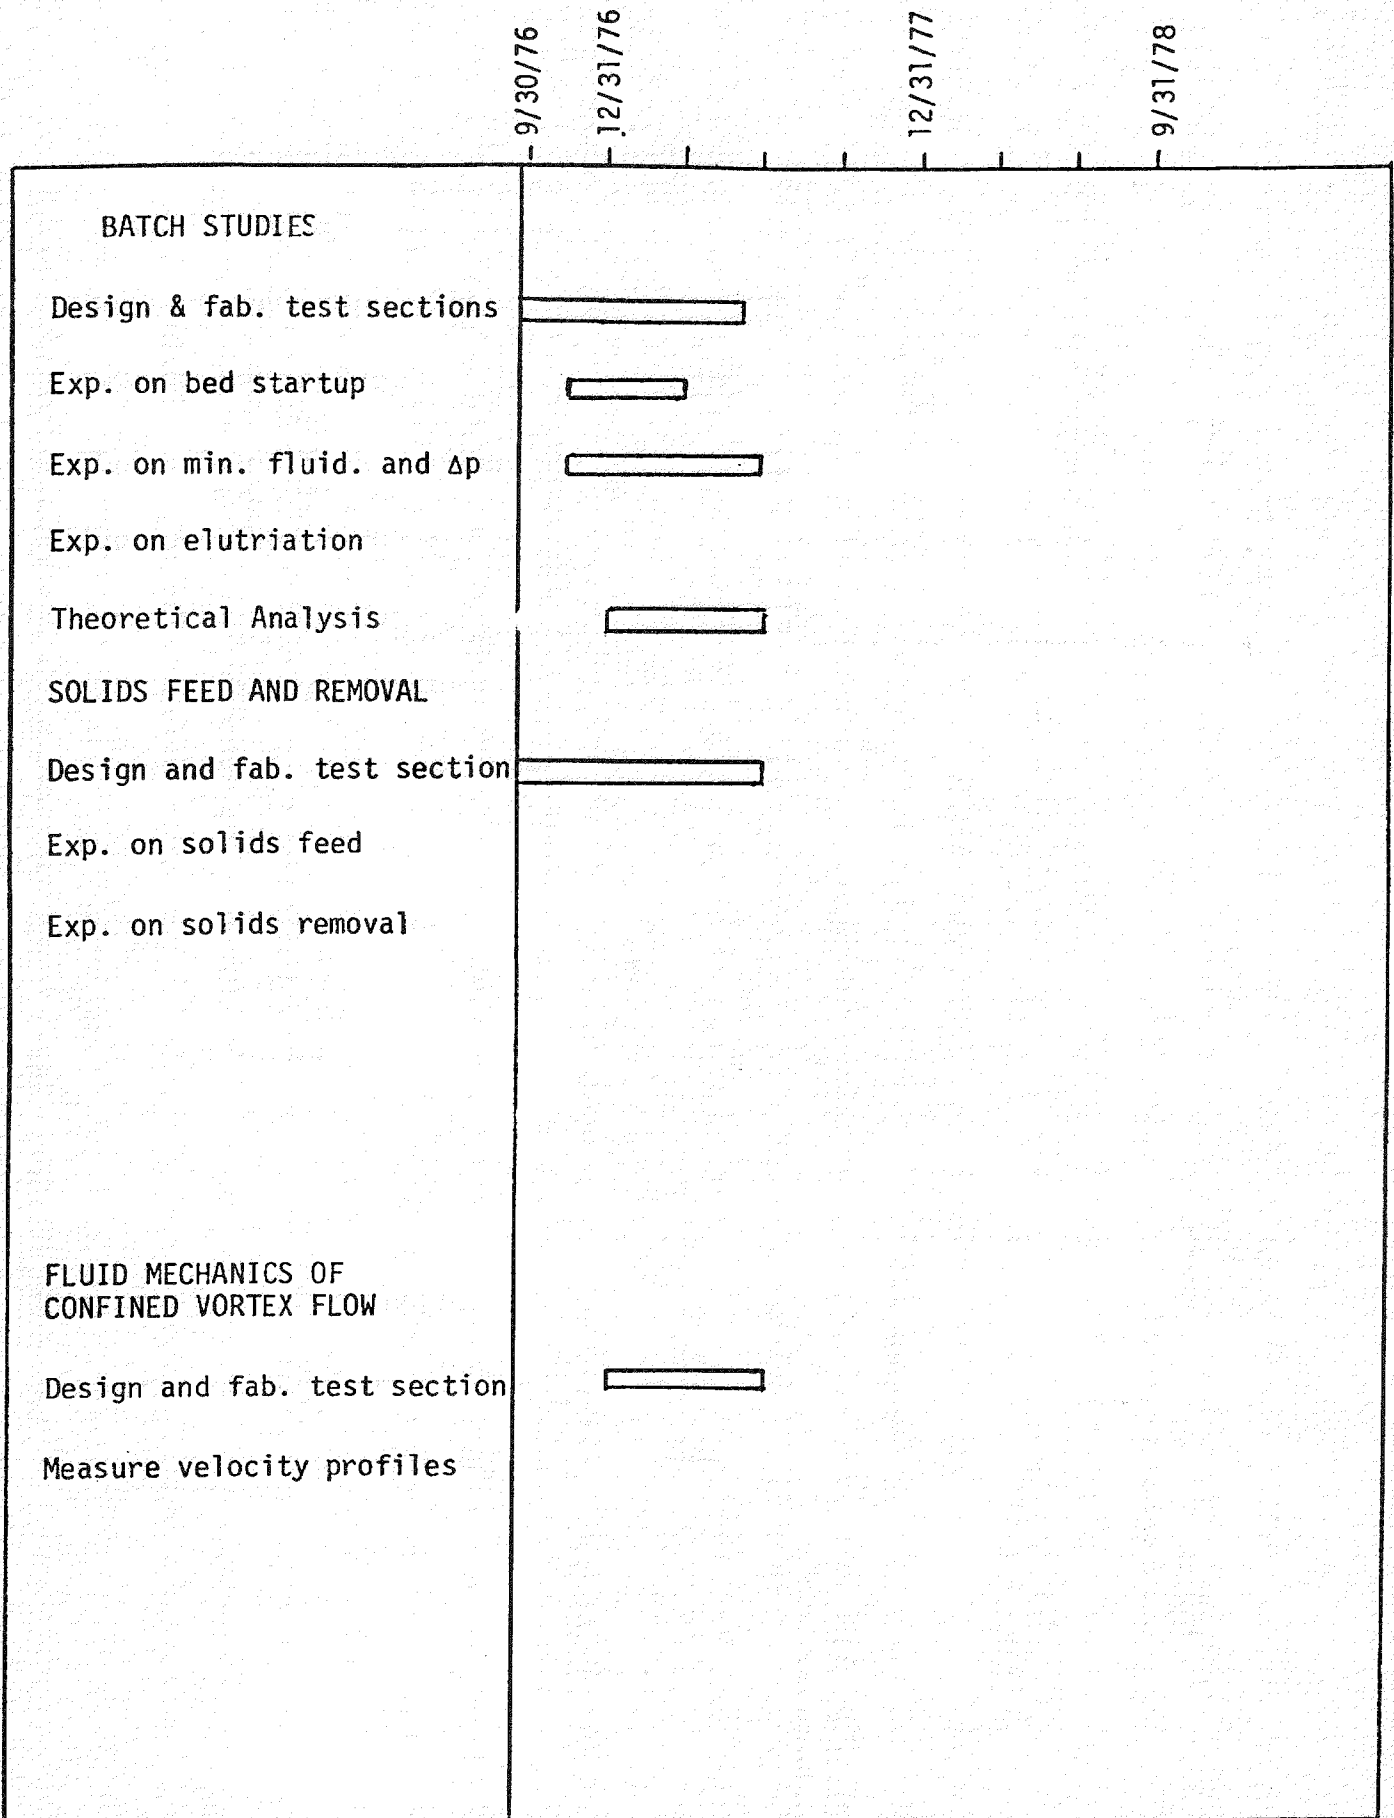 9/30/76
12/31/76
12/31/77
9/31/78
BATCH STUDIES
Design & fab. test sections
Exp. on bed startup
Exp. on min. fluid. and Δp
Exp. on elutriation
Theoretical Analysis
SOLIDS FEED AND REMOVAL
Design and fab. test section
Exp. on solids feed
Exp. on solids removal
FLUID MECHANICS OF
CONFINED VORTEX FLOW
Design and fab. test section
Measure velocity profiles